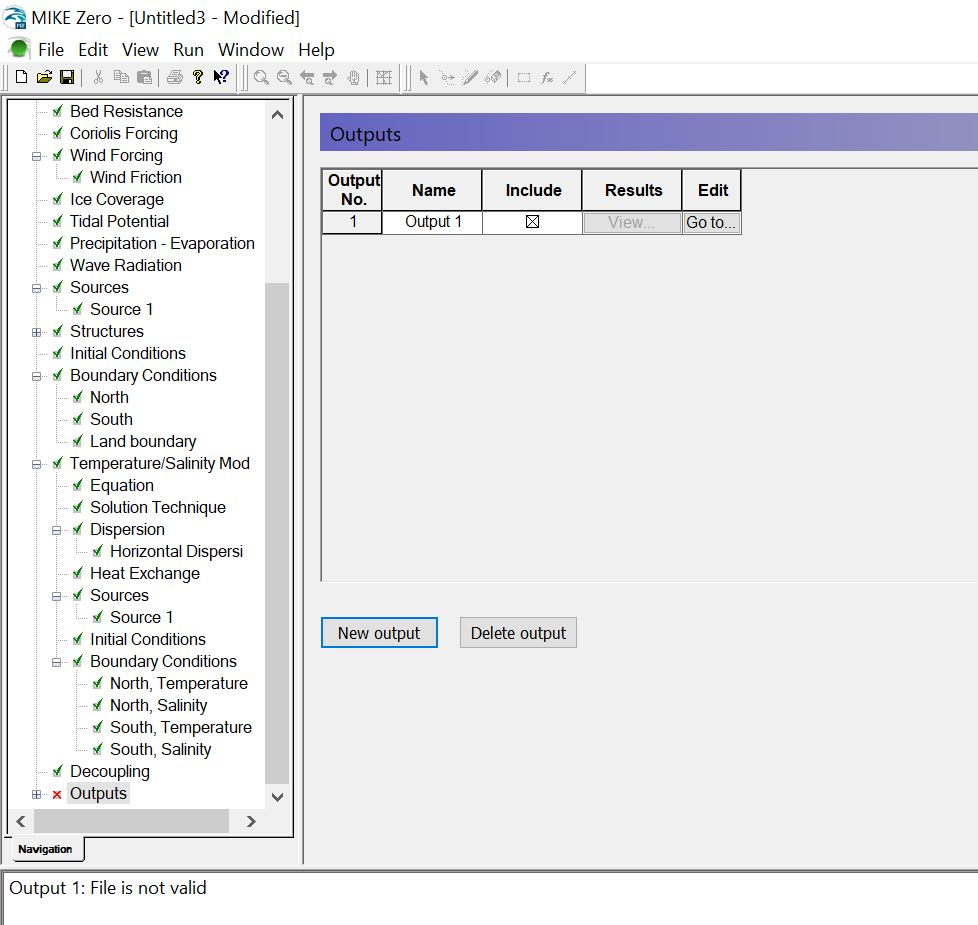 MIKE Zero - [Untitled3 - Modified]
File Edit View Run Window Help
Bed Resistance
Coriolis Forcing
Wind Forcing
Wind Friction
Ice Coverage
Tidal Potential
Precipitation - Evaporation
Wave Radiation
Sources
Source 1
Structures
Initial Conditions
Boundary Conditions
North
South
Land boundary
Temperature/Salinity Mod
Equation
Solution Technique
Dispersion
Horizontal Dispersi
Heat Exchange
Sources
Source 1
Initial Conditions
Boundary Conditions
North, Temperature
North, Salinity
South, Temperature
South, Salinity
Decoupling
Outputs
Navigation
Outputs
Output No. Name Include Results Edit
1 Output 1 View... Go to...
New output Delete output
Output 1: File is not valid